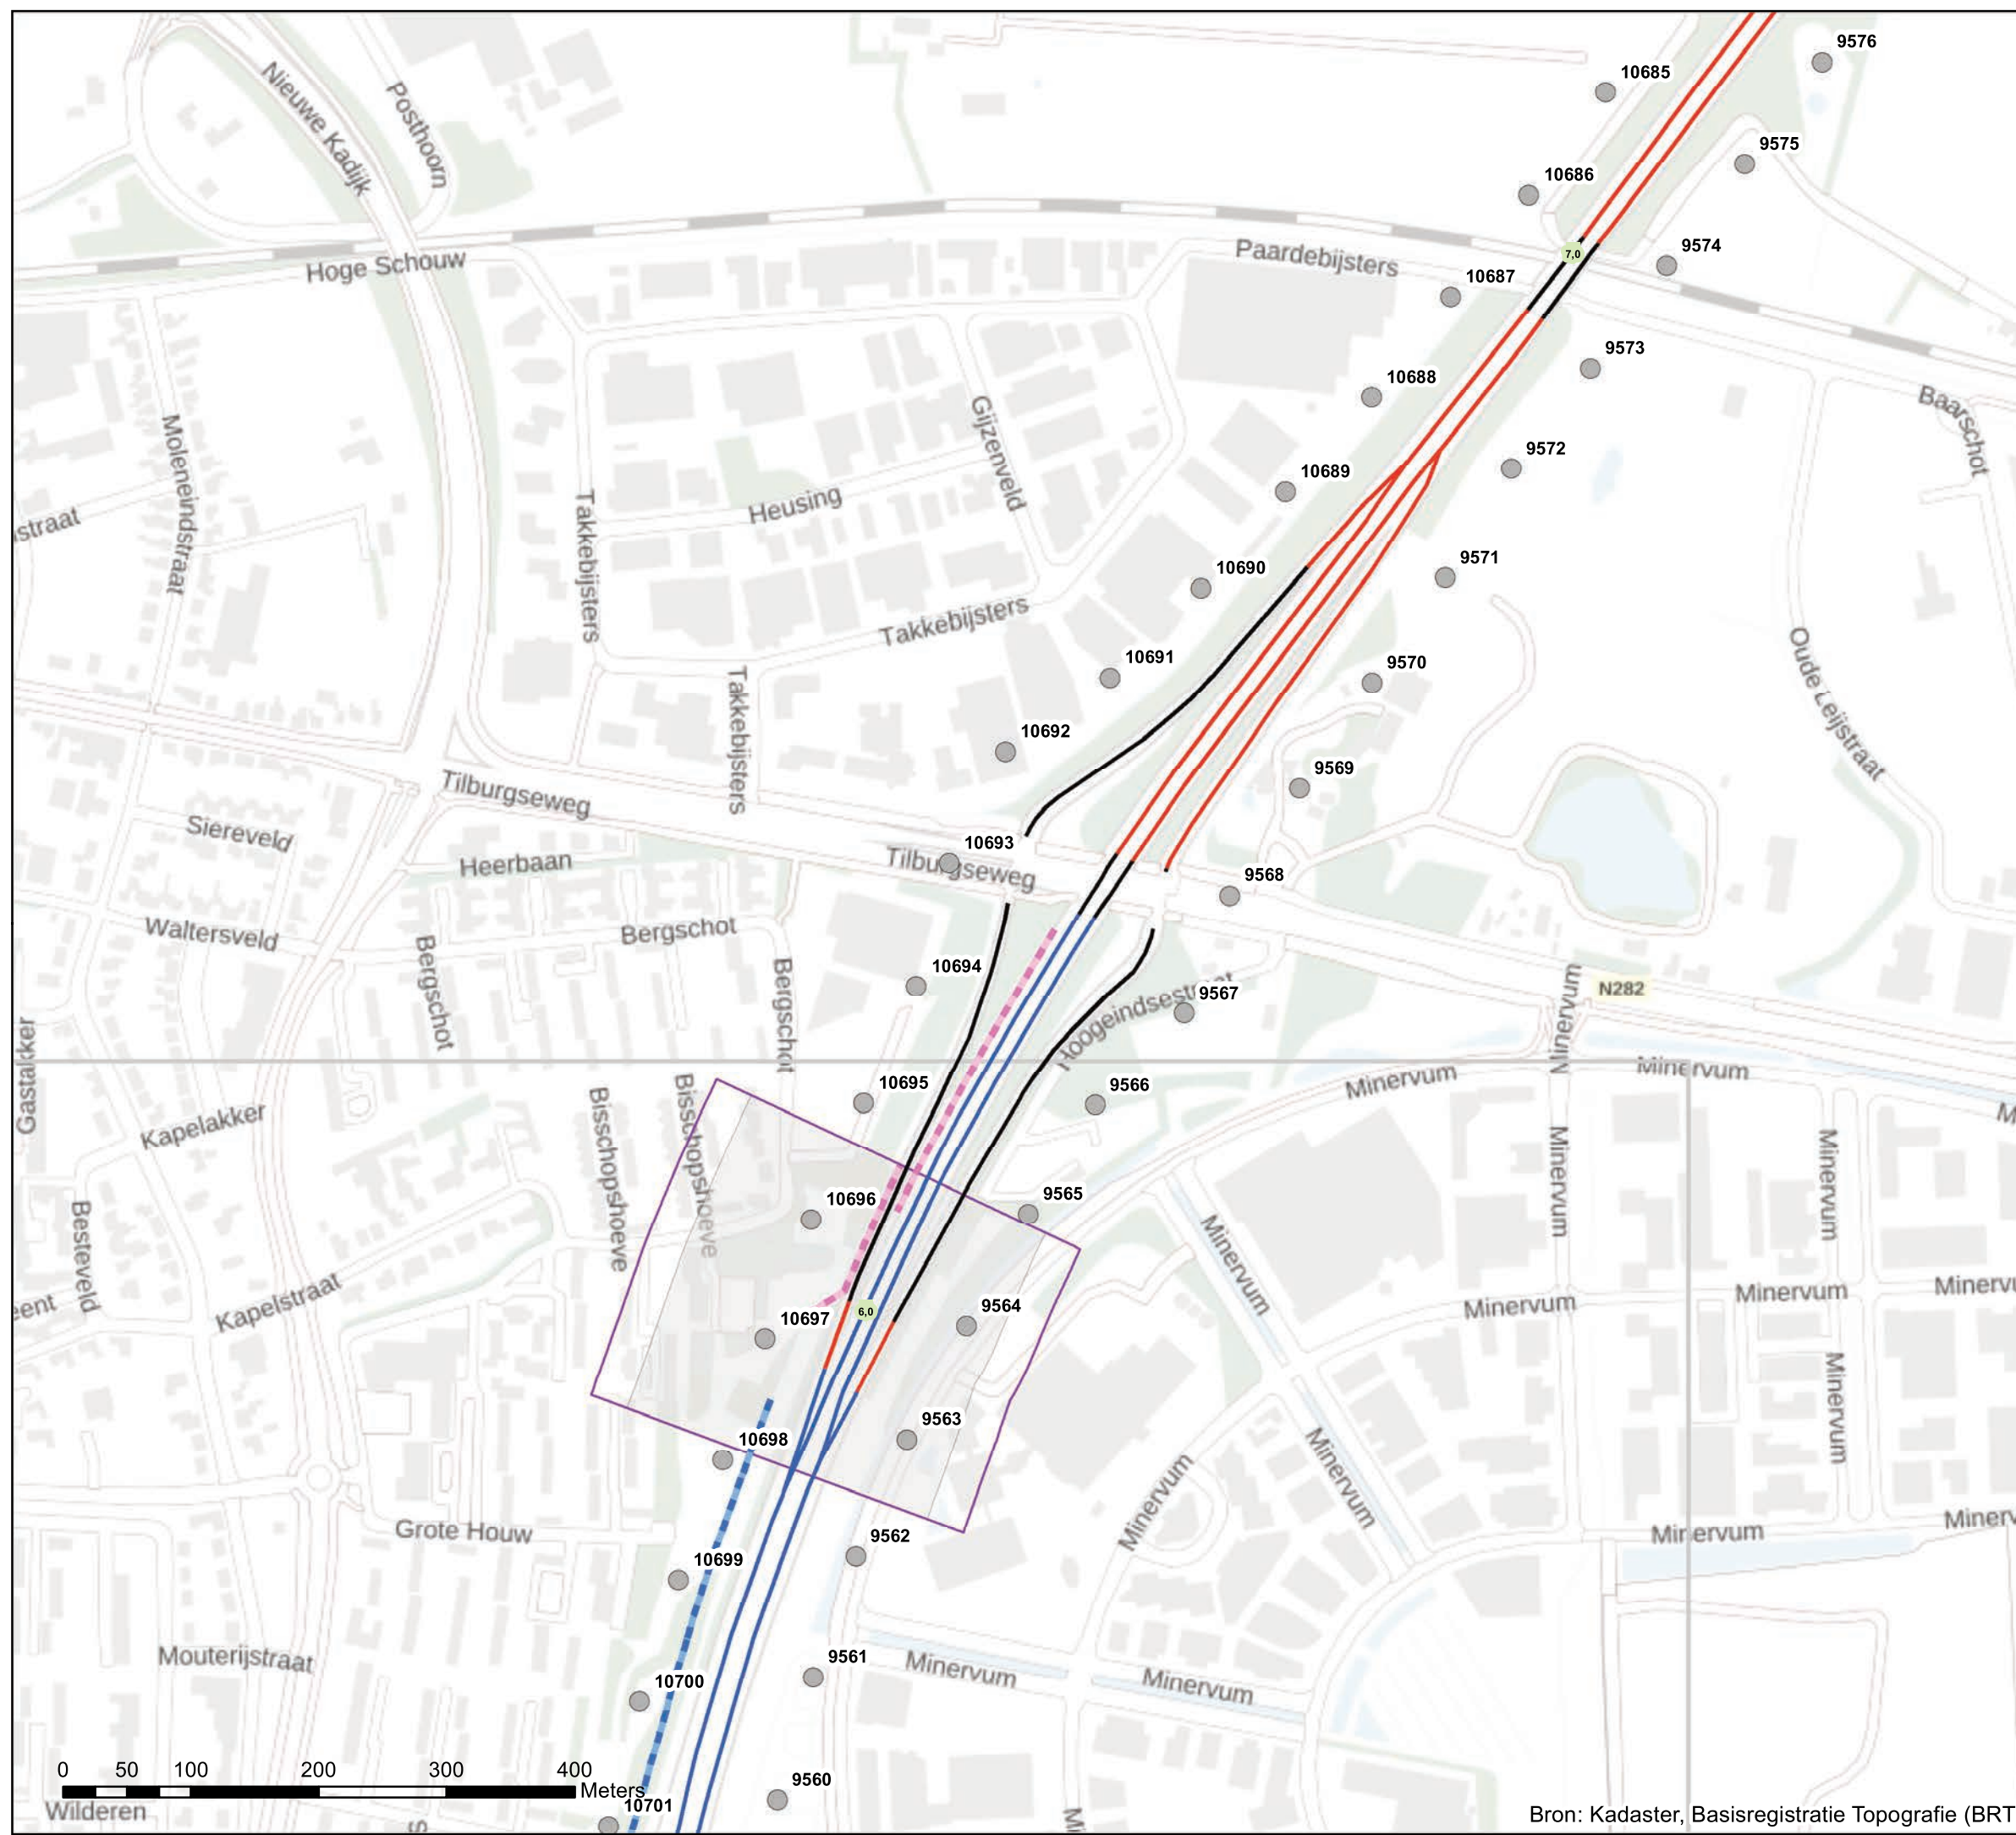 9576
10685
Nieuwe Kadijk
Posthoorn
9575
10686
Paardebijsters
7,0
9574
Hoge Schouw
10687
9573
10688
Baarschot
Gijzenveld
Moleneindstraat
9572
10689
Heusing
straat
Takkebijsters
9571
10690
Takkebijsters
10691
9570
Oude Leijstraat
Takkebijsters
10692
9569
Tilburgseweg
Siereveld
10693
Tilburgseweg
Heerbaan
9568
Waltersveld
Bergschot
Bergschot
10694
Bergschot
N282
9567
Hoogeindsestraat
Minervum
Gastakker
Minervum
Minervum
10695
9566
Kapelakker
Bisschopshoeve
Bisschopshoeve
Minervum
Minervum
10696
9565
Besteveld
Minervum
Kapelstraat
Minervum
Minervum
Minerv
eent
10697
6,0
9564
Minervum
10698
9563
Minervum
Minervum
Grote Houw
Minervum
Minerv
9562
10699
Mouterijstraat
9561
Minervum
Minervum
10700
0 50 100 200 300 400
Meters
9560
10701
Wilderen
S
Mi
Bron: Kadaster, Basisregistratie Topografie (BRT